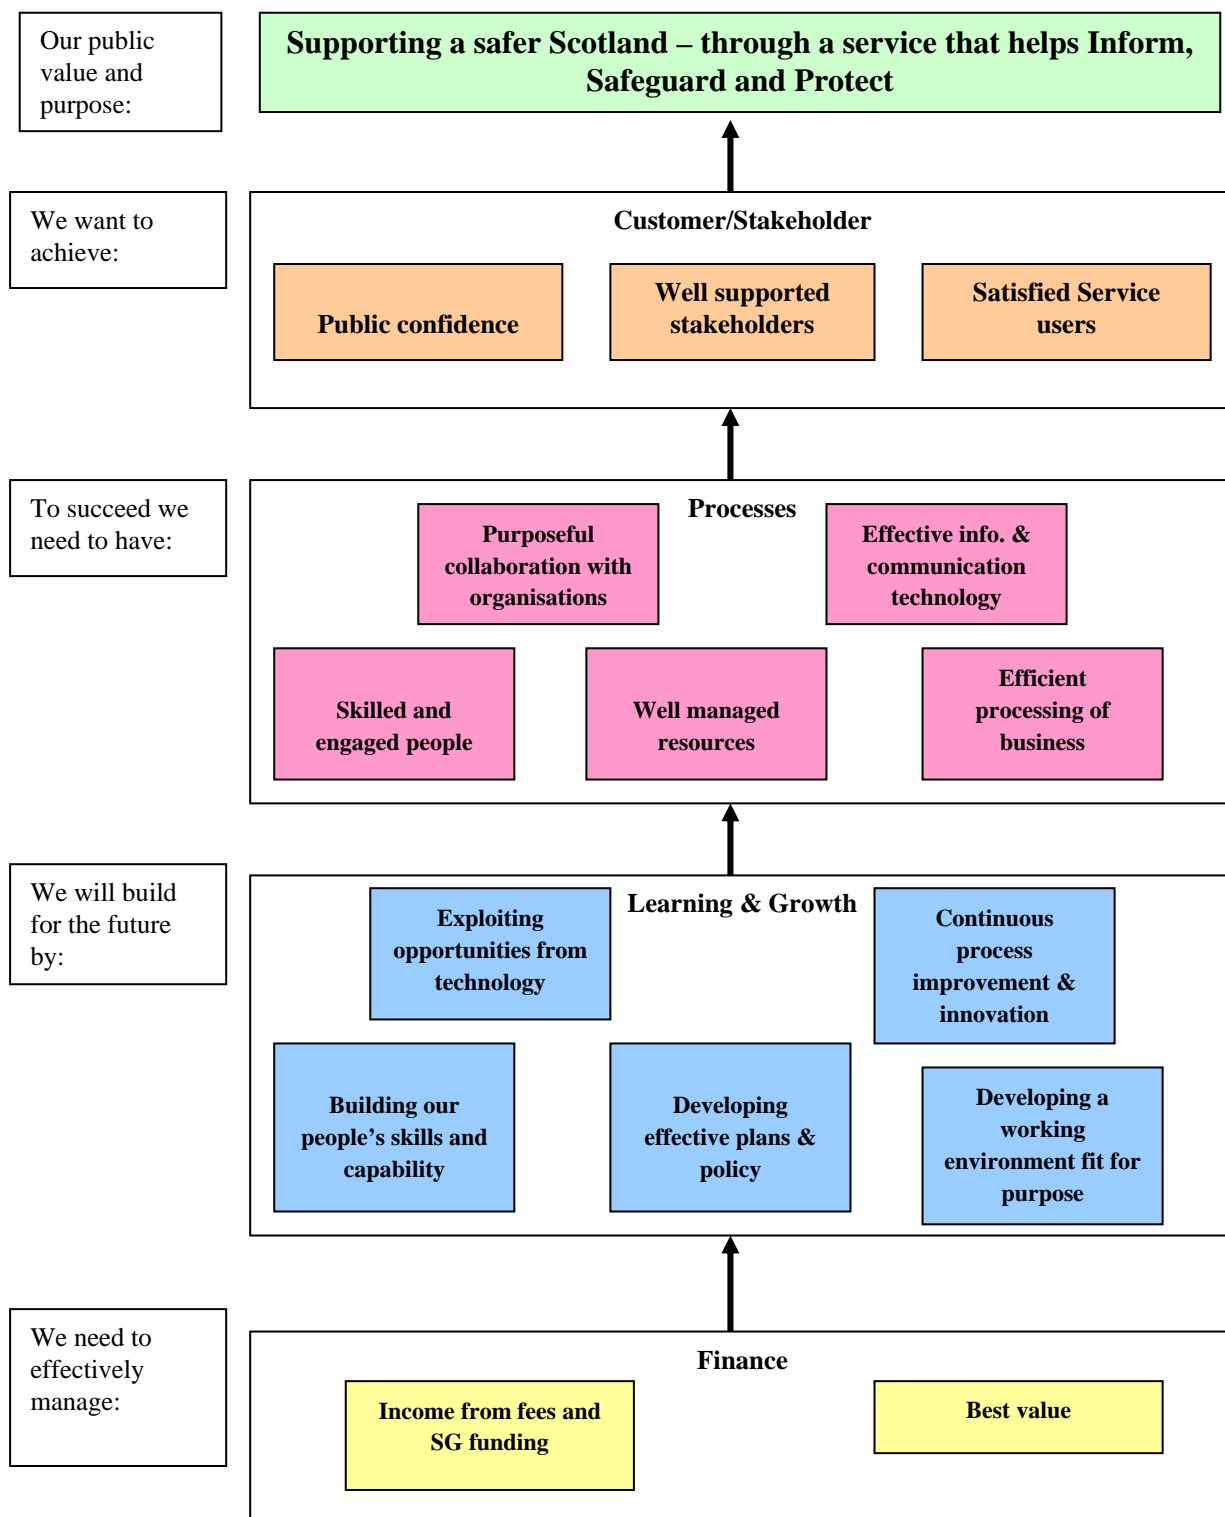 Our public
value and
purpose:
Supporting a safer Scotland – through a service that helps Inform,
Safeguard and Protect
We want to
achieve:
Customer/Stakeholder
Public confidence
Well supported
stakeholders
Satisfied Service
users
To succeed we
need to have:
Processes
Purposeful
collaboration with
organisations
Effective info. &
communication
technology
Skilled and
engaged people
Well managed
resources
Efficient
processing of
business
We will build
for the future
by:
Learning & Growth
Exploiting
opportunities from
technology
Continuous
process
improvement &
innovation
Building our
people’s skills and
capability
Developing
effective plans &
policy
Developing a
working
environment fit for
purpose
We need to
effectively
manage:
Finance
Income from fees and
SG funding
Best value